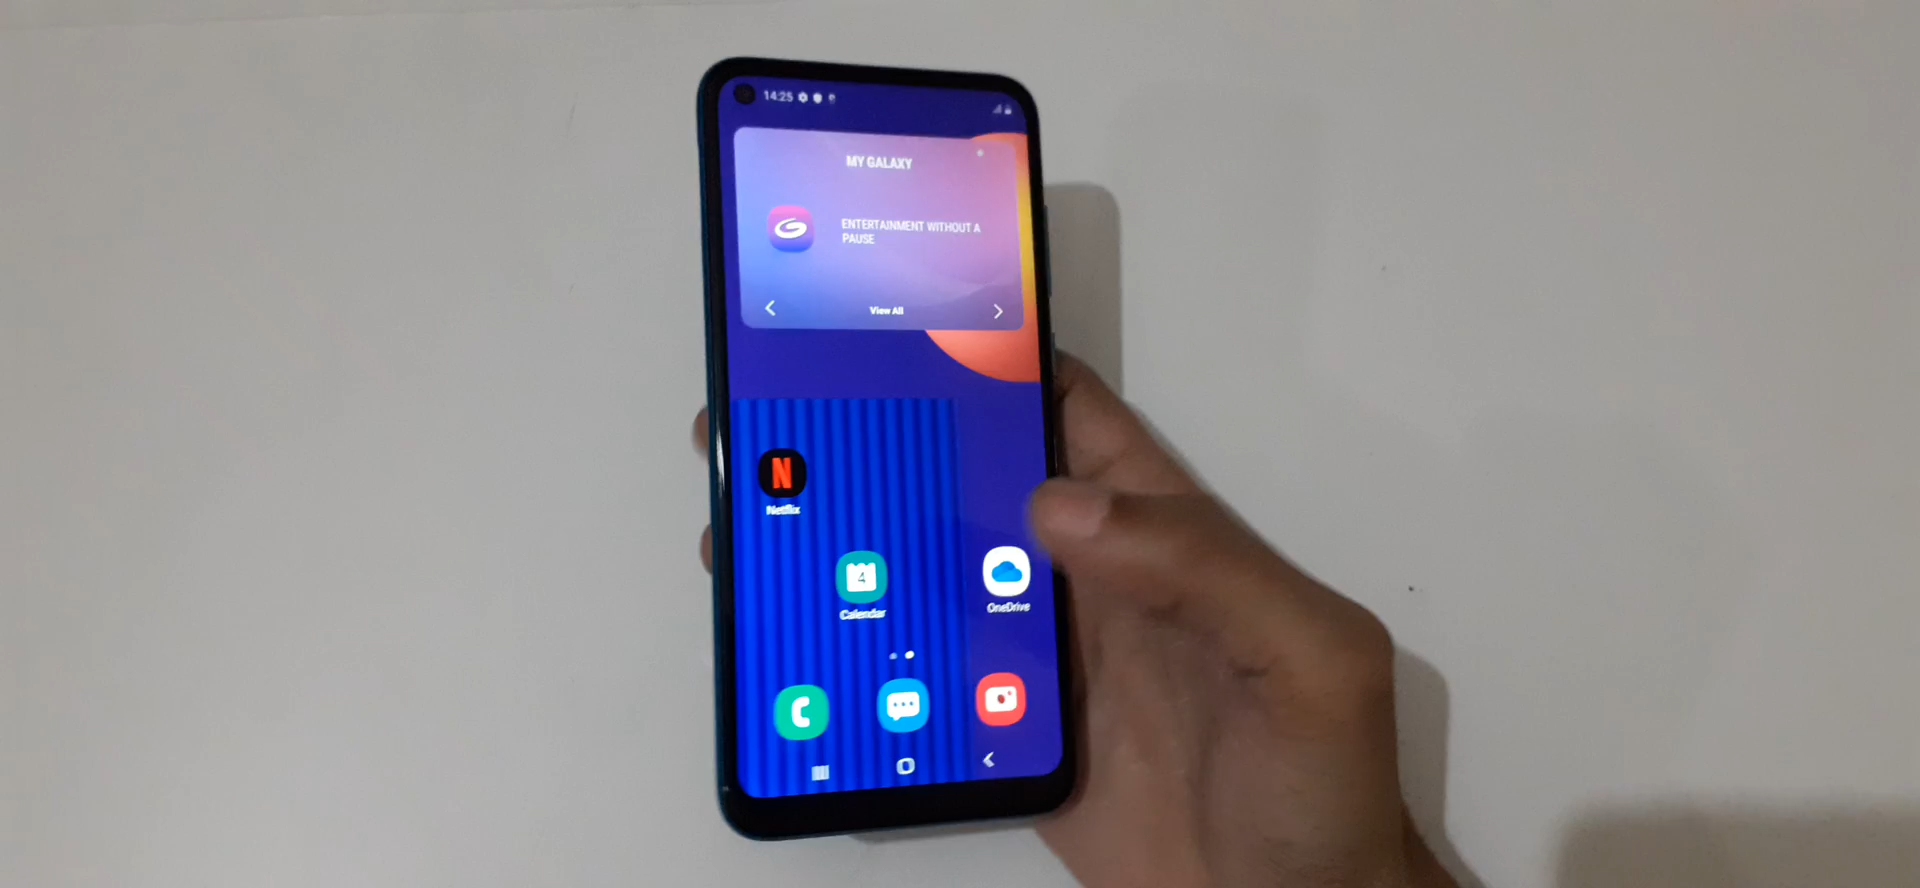 14:25
MY GALAXY
ENTERTAINMENT WITHOUT A
PAUSE
View All
N
Netflix
4
Calendar
OneDrive